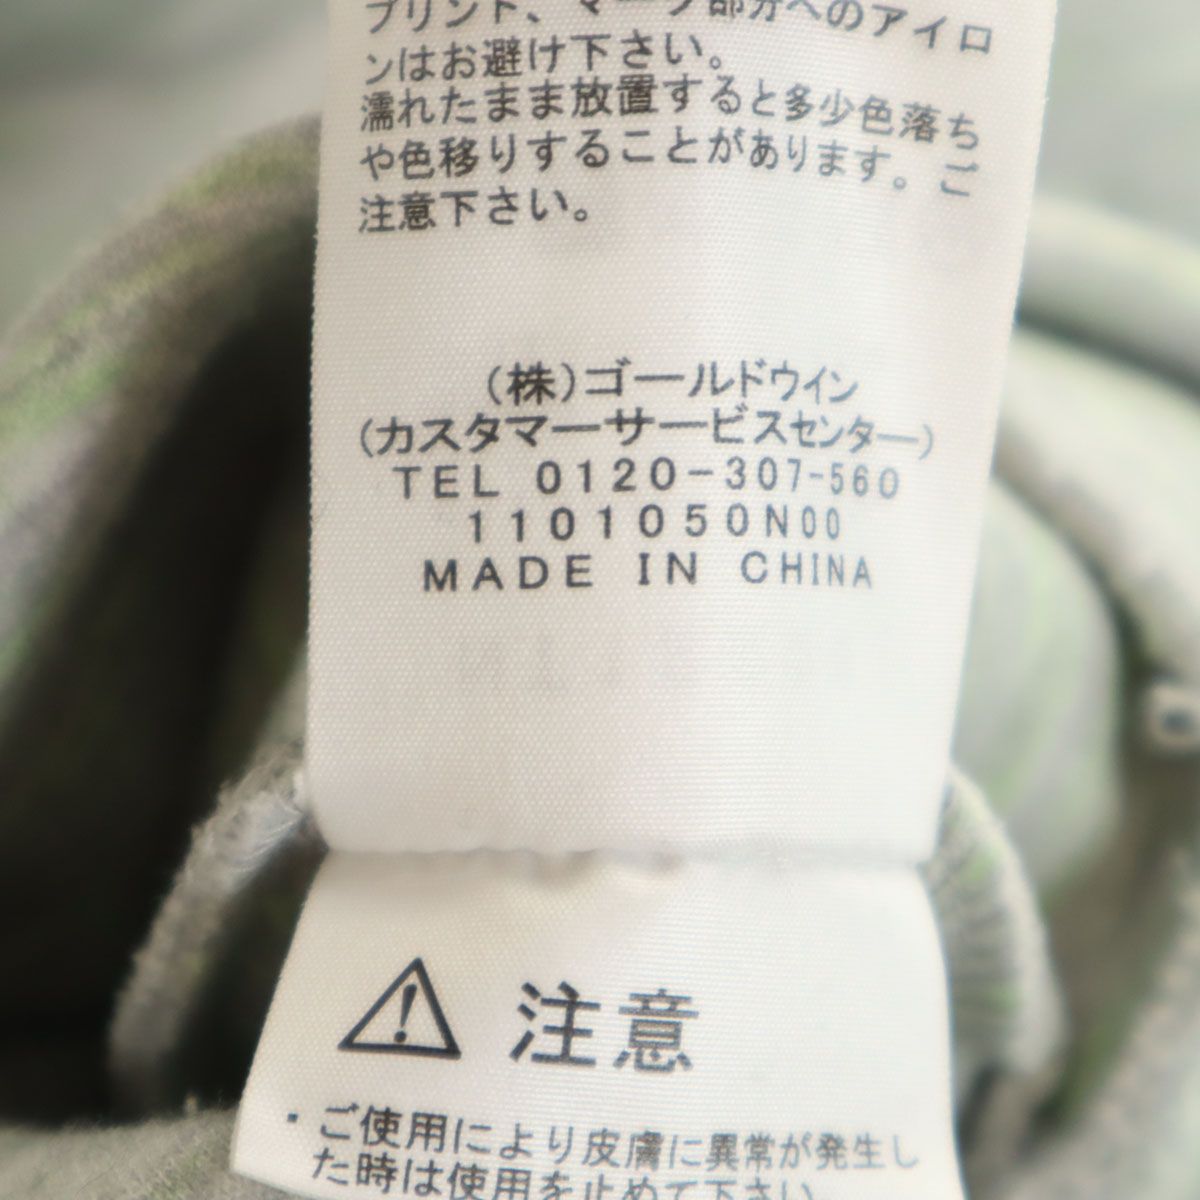 プリント、マーク部分へのアイロ
ンはお避け下さい。
濡れたまま放置すると多少色落ち
や色移りすることがあります。ご
注意下さい。
(株)ゴールドウイン
(カスタマーサービスセンター)
TEL 0120-307-560
1101050N00
MADE IN CHINA
注意
・ご使用により皮膚に異常が発生し
た時は使用を止めて下さい。